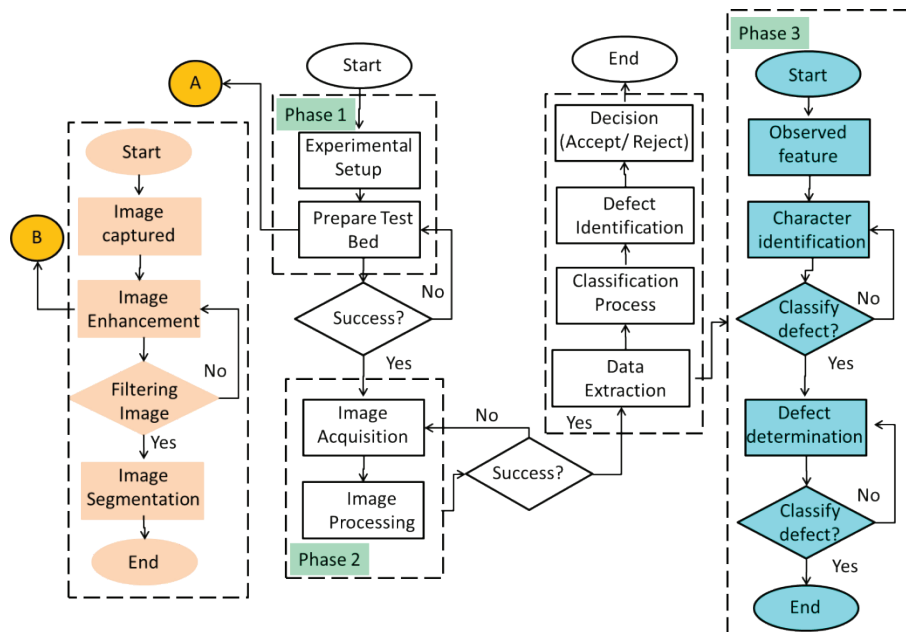 A
Start
Image
captured
B
Image
Enhancement
No
Filtering
Image
Yes
Image
Segmentation
End
Start
Phase 1
Experimental
Setup
Prepare Test
Bed
No
Success?
Yes
Image
Acquisition
No
Image
Processing
Success?
Phase 2
Yes
End
Decision
(Accept/ Reject)
Defect
Identification
Classification
Process
Data
Extraction
Phase 3
Start
Observed
feature
Character
identification
Classify
defect?
No
Yes
Defect
determination
No
Classify
defect?
Yes
End